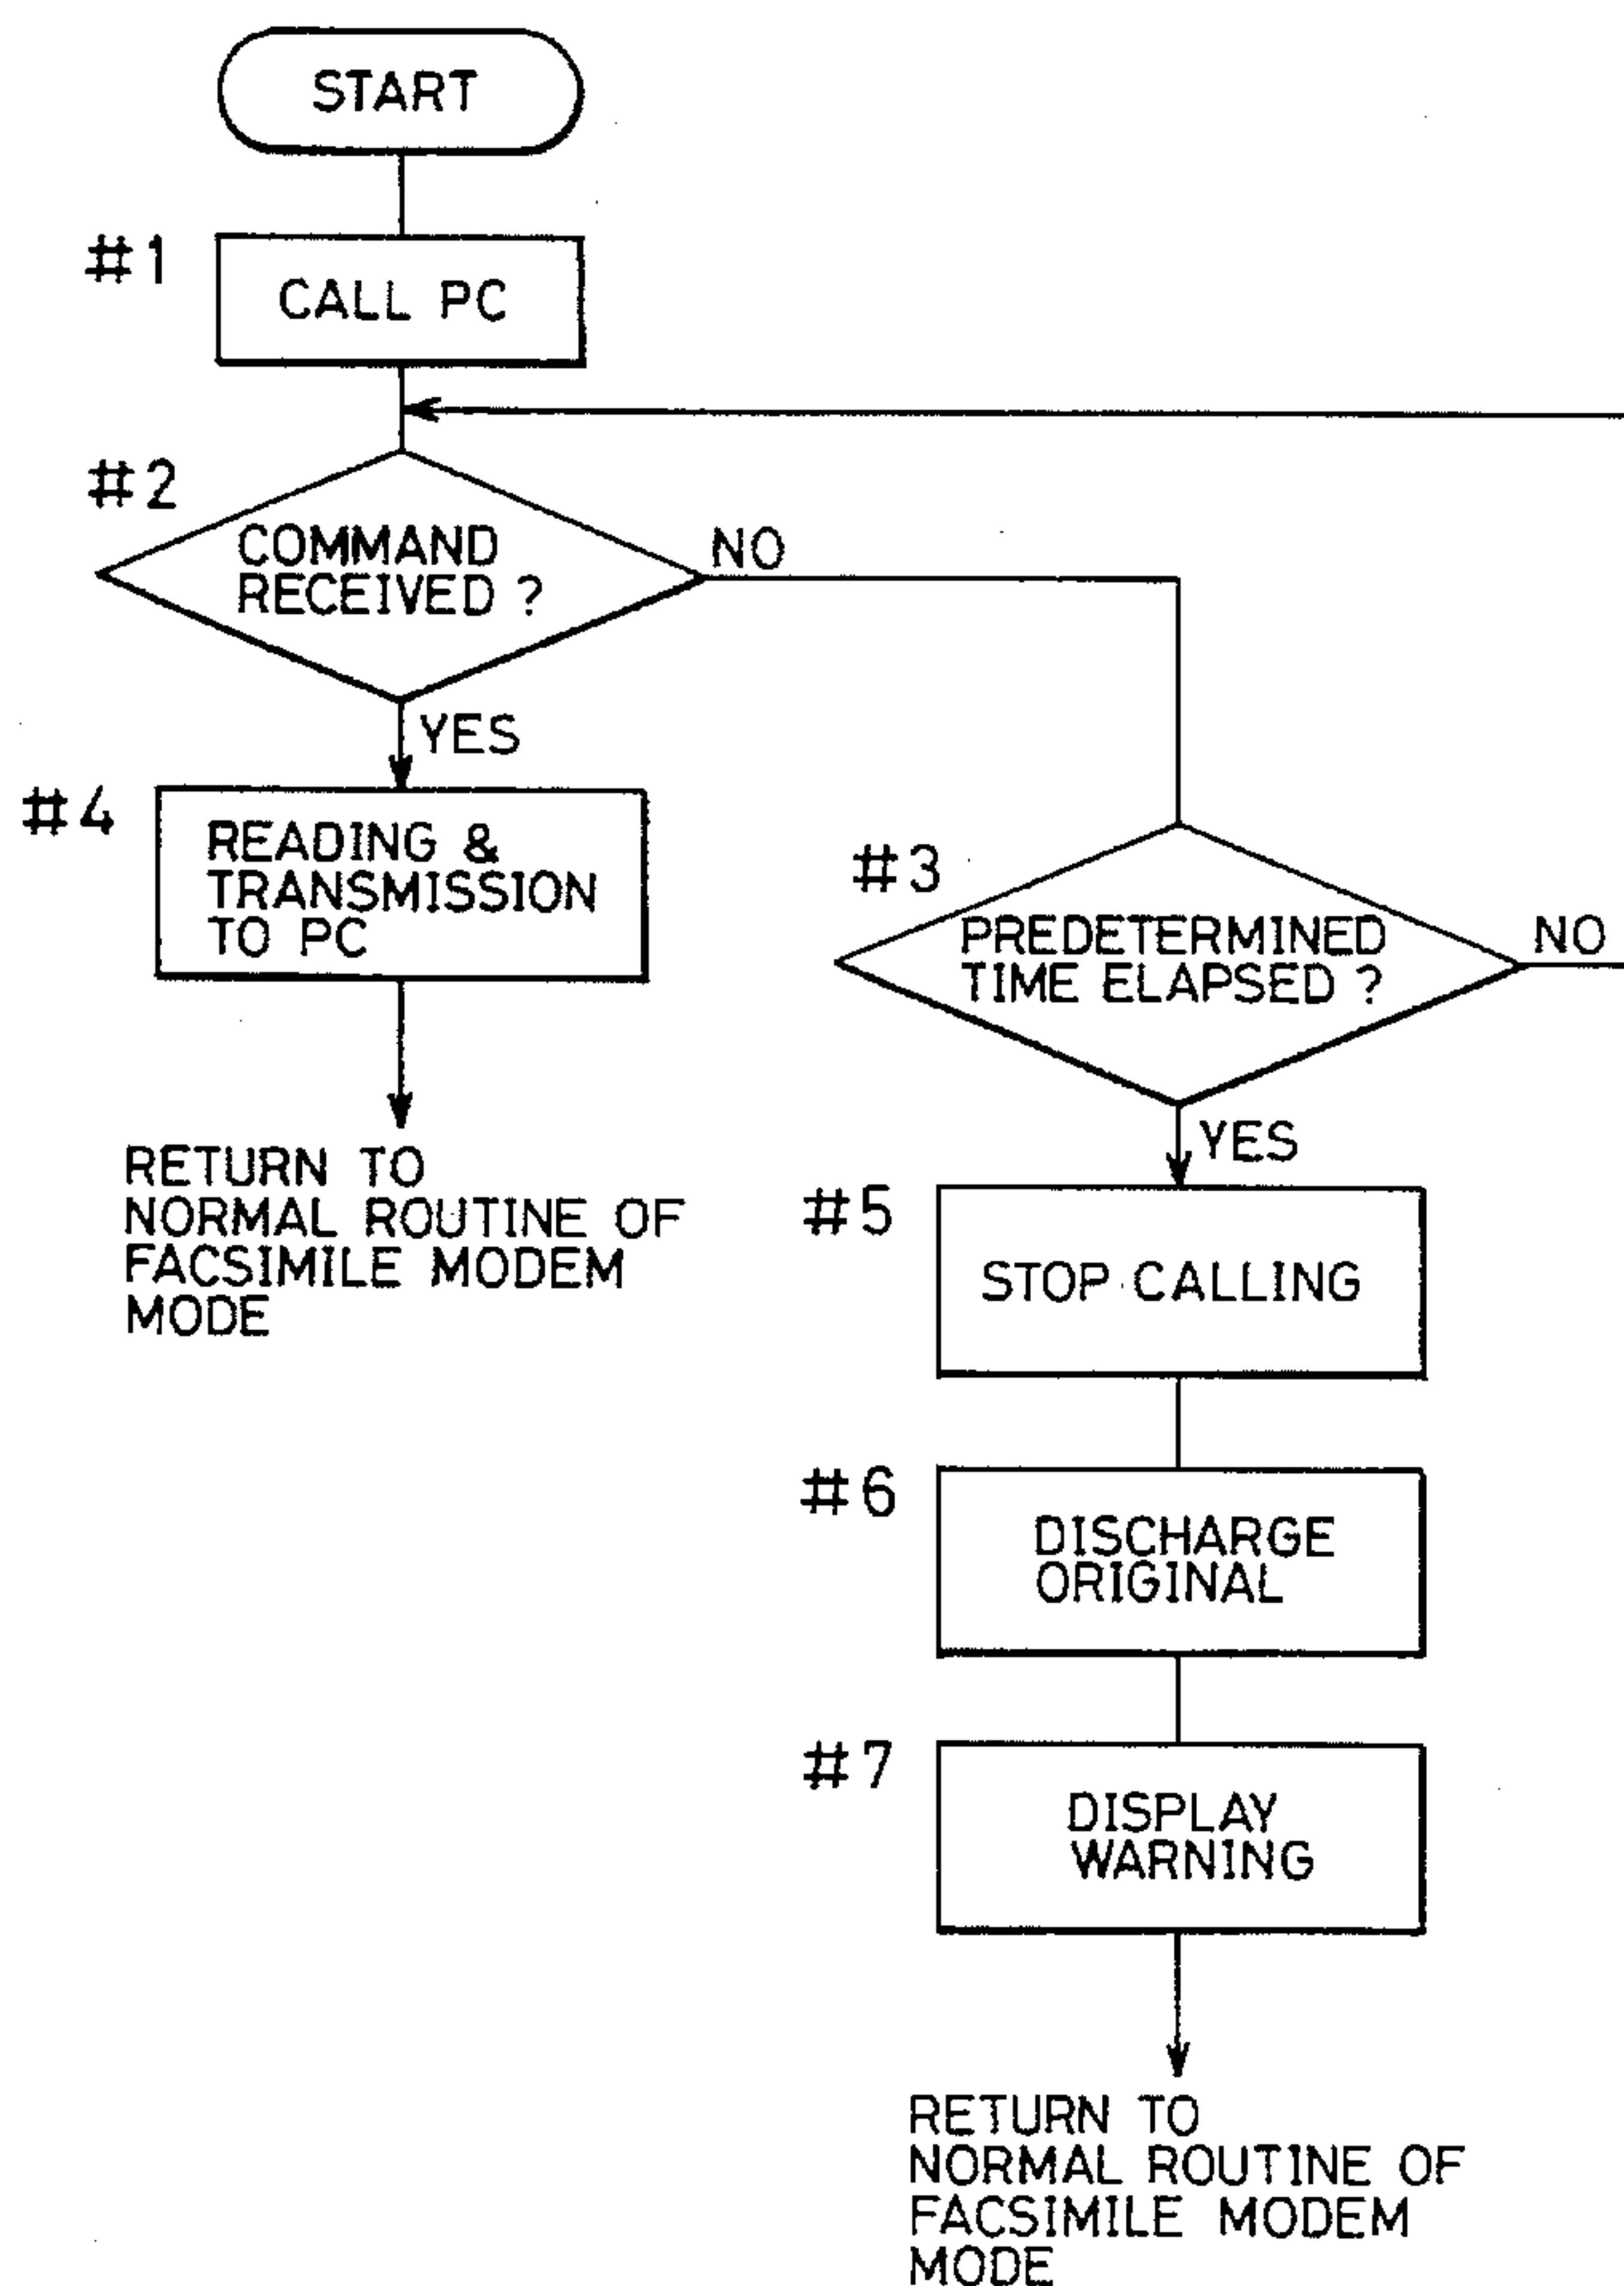 START
#1
CALL PC
#2
COMMAND
RECEIVED ?
NO
YES
#4
READING &
TRANSMISSION
TO PC
#3
PREDETERMINED
TIME ELAPSED ?
NO
YES
RETURN TO
NORMAL ROUTINE OF
FACSIMILE MODEM
MODE
#5
STOP CALLING
#6
DISCHARGE
ORIGINAL
#7
DISPLAY
WARNING
RETURN TO
NORMAL ROUTINE OF
FACSIMILE MODEM
MODE